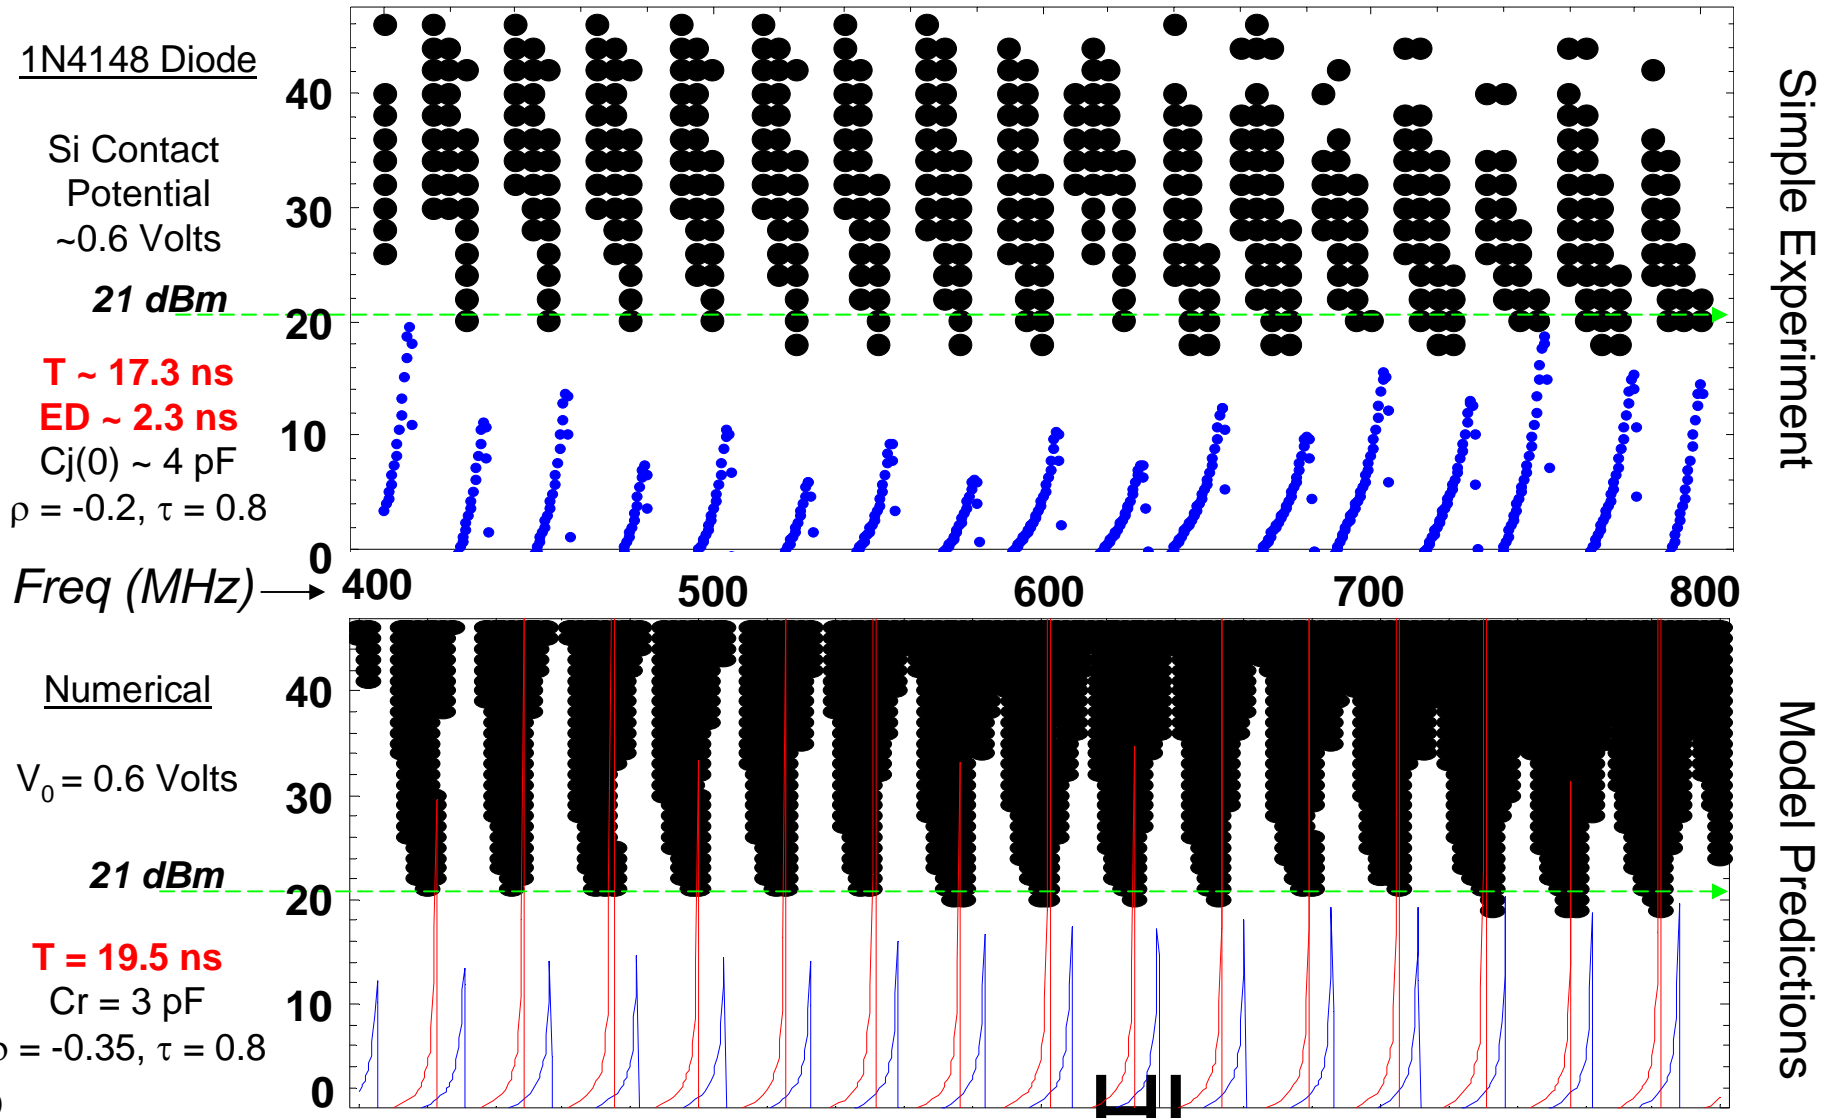 1N4148 Diode
Si Contact
Potential
~0.6 Volts
21 dBm
T ~ 17.3 ns
ED ~ 2.3 ns
Cj(0) ~ 4 pF
ρ = -0.2, τ = 0.8
40
30
20
10
0
Simple Experiment
Freq (MHz)
400 500 600 700 800
Numerical
V₀ = 0.6 Volts
21 dBm
T = 19.5 ns
Cr = 3 pF
ρ = -0.35, τ = 0.8
40
30
20
10
0
Model Predictions